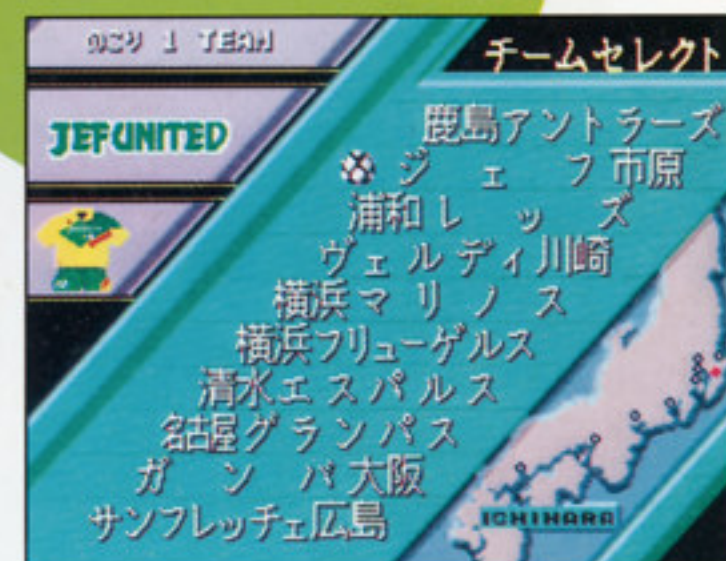 のこり 1 TEAM
チームセレクト
JEFUNITED
鹿島アントラーズ
ジェフ市原
浦和レッズ
ヴェルディ川崎
横浜マリノス
横浜フリューゲルス
清水エスパルス
名古屋グランパス
ガンバ大阪
サンフレッチェ広島
ICHIHARA